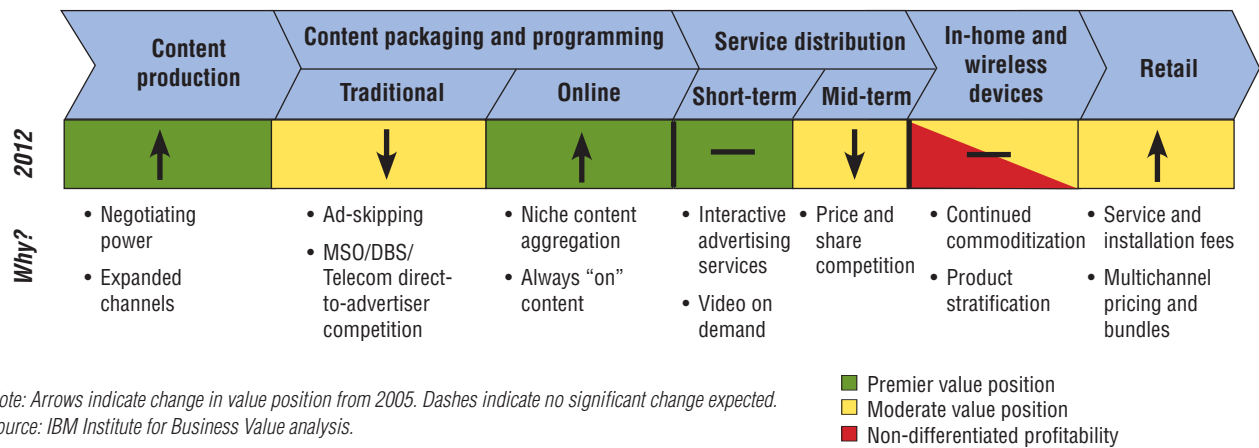 Content production
Content packaging and programming
Traditional
Online
Service distribution
Short-term
Mid-term
In-home and wireless devices
Retail
2012
Why?
• Negotiating
power
• Expanded
channels
• Ad-skipping
• MSO/DBS/
Telecom direct-
to-advertiser
competition
• Niche content
aggregation
• Always “on”
content
• Interactive
advertising
services
• Video on
demand
• Price and
share
competition
• Continued
commoditization
• Product
stratification
• Service and
installation fees
• Multichannel
pricing and
bundles
ote: Arrows indicate change in value position from 2005. Dashes indicate no significant change expected.
ource: IBM Institute for Business Value analysis.
Premier value position
Moderate value position
Non-differentiated profitability